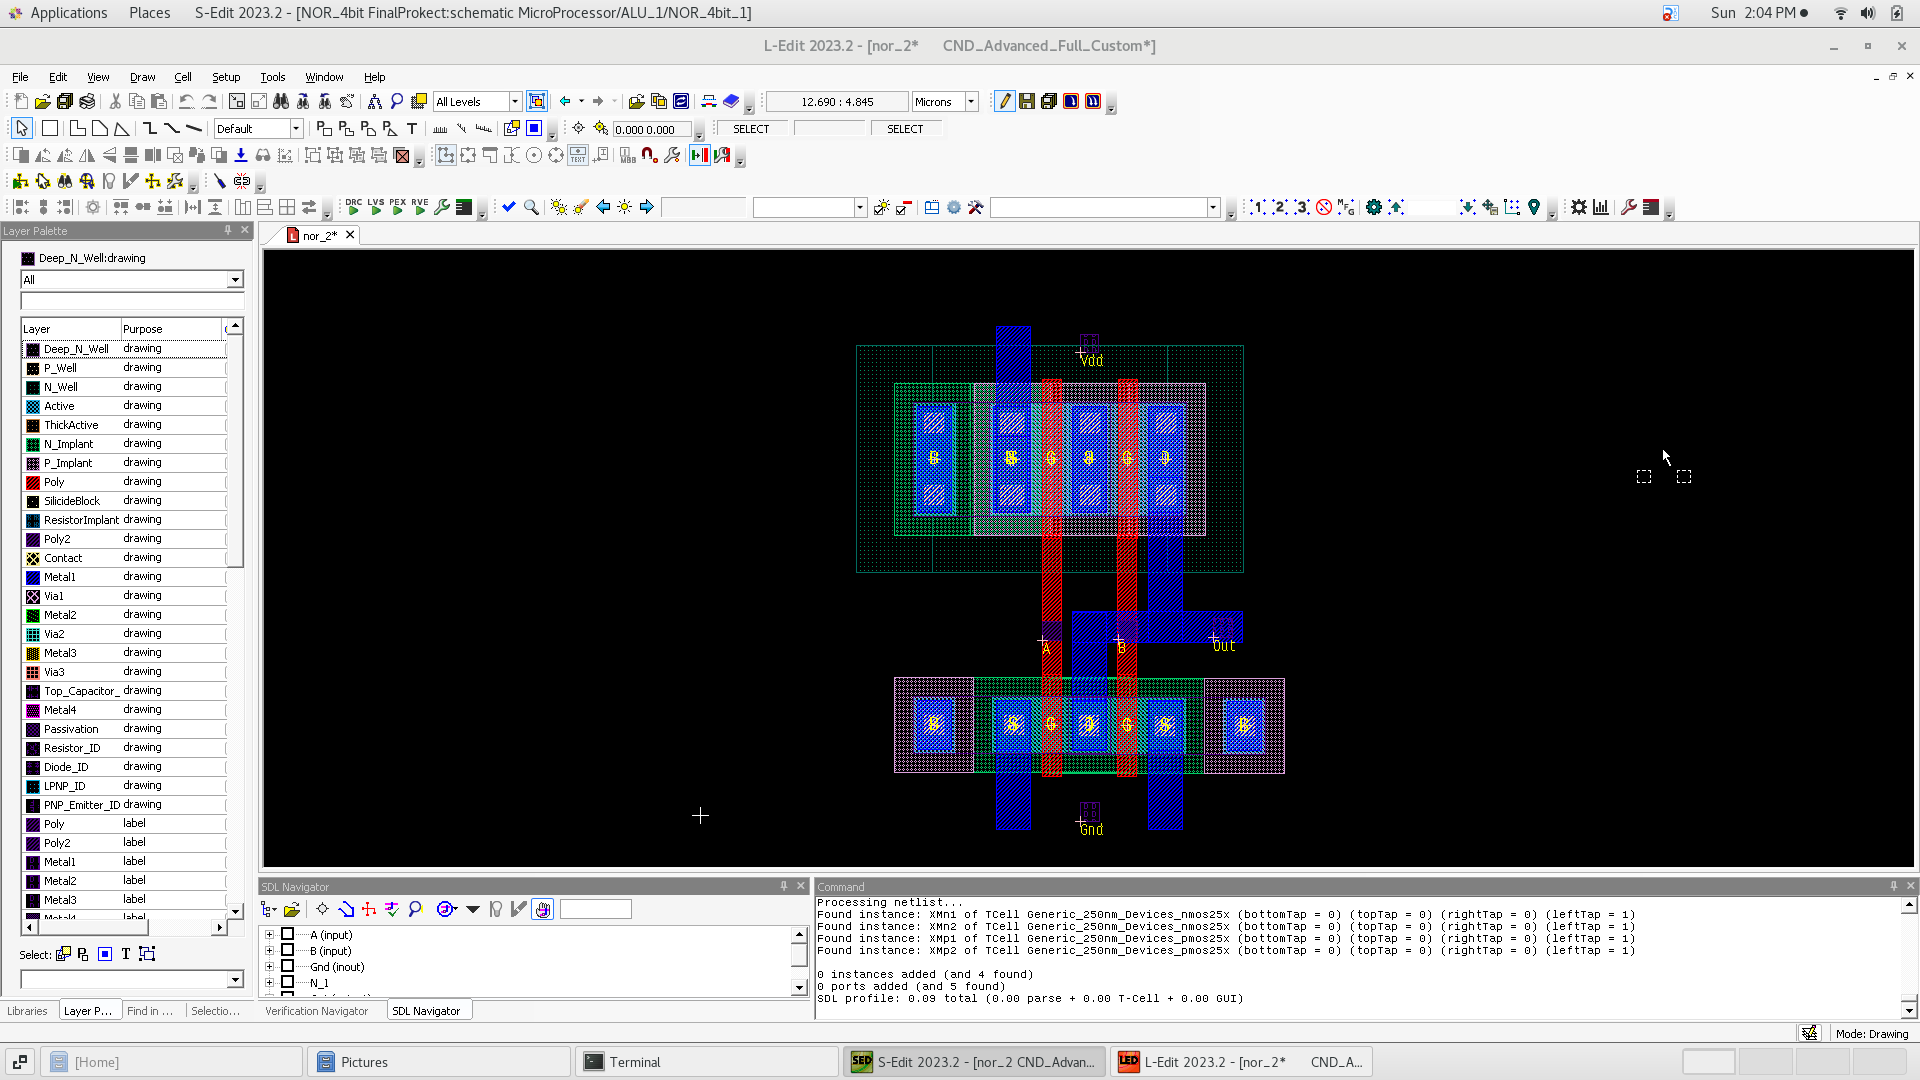 Applications Places S-Edit 2023.2 - [NOR_4bit FinalProkect:schematic MicroProcessor/ALU_1/NOR_4bit_1] Sun 2:04 PM
L-Edit 2023.2 - [nor_2* CND_Advanced_Full_Custom*]
File Edit View Draw Cell Setup Tools Window Help
All Levels 12.690 : 4.845 Microns
Default 0.000 0.000 SELECT SELECT
DRC LVS PEX RVE
Layer Palette
nor_2*
Deep_N_Well:drawing
All
Layer Purpose
Deep_N_Well drawing
P_Well drawing
N_Well drawing
Active drawing
ThickActive drawing
N_Implant drawing
P_Implant drawing
Poly drawing
SilicideBlock drawing
ResistorImplant drawing
Poly2 drawing
Contact drawing
Metal1 drawing
Via1 drawing
Metal2 drawing
Via2 drawing
Metal3 drawing
Via3 drawing
Top_Capacitor_ drawing
Metal4 drawing
Passivation drawing
Resistor_ID drawing
Diode_ID drawing
LPNP_ID drawing
PNP_Emitter_ID drawing
Poly label
Poly2 label
Metal1 label
Metal2 label
Metal3 label
Metal4 label
Select:
Libraries Layer P... Find in ... Selectio...
Vdd
G G
A B Out
G G
Gnd
SDL Navigator
A (input)
B (input)
Gnd (inout)
N_1
Verification Navigator SDL Navigator
Command
Processing netlist...
Found instance: XMn1 of TCell Generic_250nm_Devices_nmos25x (bottomTap = 0) (topTap = 0) (rightTap = 0) (leftTap = 1)
Found instance: XMn2 of TCell Generic_250nm_Devices_nmos25x (bottomTap = 0) (topTap = 0) (rightTap = 0) (leftTap = 1)
Found instance: XMp1 of TCell Generic_250nm_Devices_pmos25x (bottomTap = 0) (topTap = 0) (rightTap = 0) (leftTap = 1)
Found instance: XMp2 of TCell Generic_250nm_Devices_pmos25x (bottomTap = 0) (topTap = 0) (rightTap = 0) (leftTap = 1)
0 instances added (and 4 found)
0 ports added (and 5 found)
SDL profile: 0.09 total (0.00 parse + 0.00 T-Cell + 0.00 GUI)
Mode: Drawing
[Home] Pictures Terminal S-Edit 2023.2 - [nor_2 CND_Advan... L-Edit 2023.2 - [nor_2* CND_A...